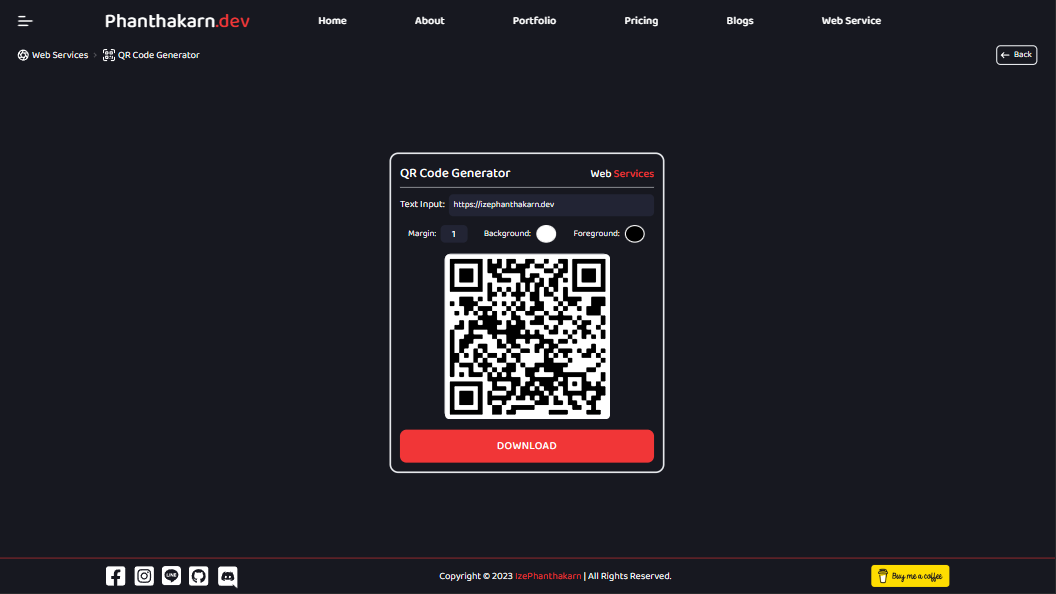 Phanthakarn.dev Home About Portfolio Pricing Blogs Web Service
Web Services › QR Code Generator
← Back
QR Code Generator Web Services
Text Input: https://izephanthakarn.dev
Margin: 1 Background: Foreground:
DOWNLOAD
LINE
Copyright © 2023 IzePhanthakarn | All Rights Reserved.
Buy me a coffee